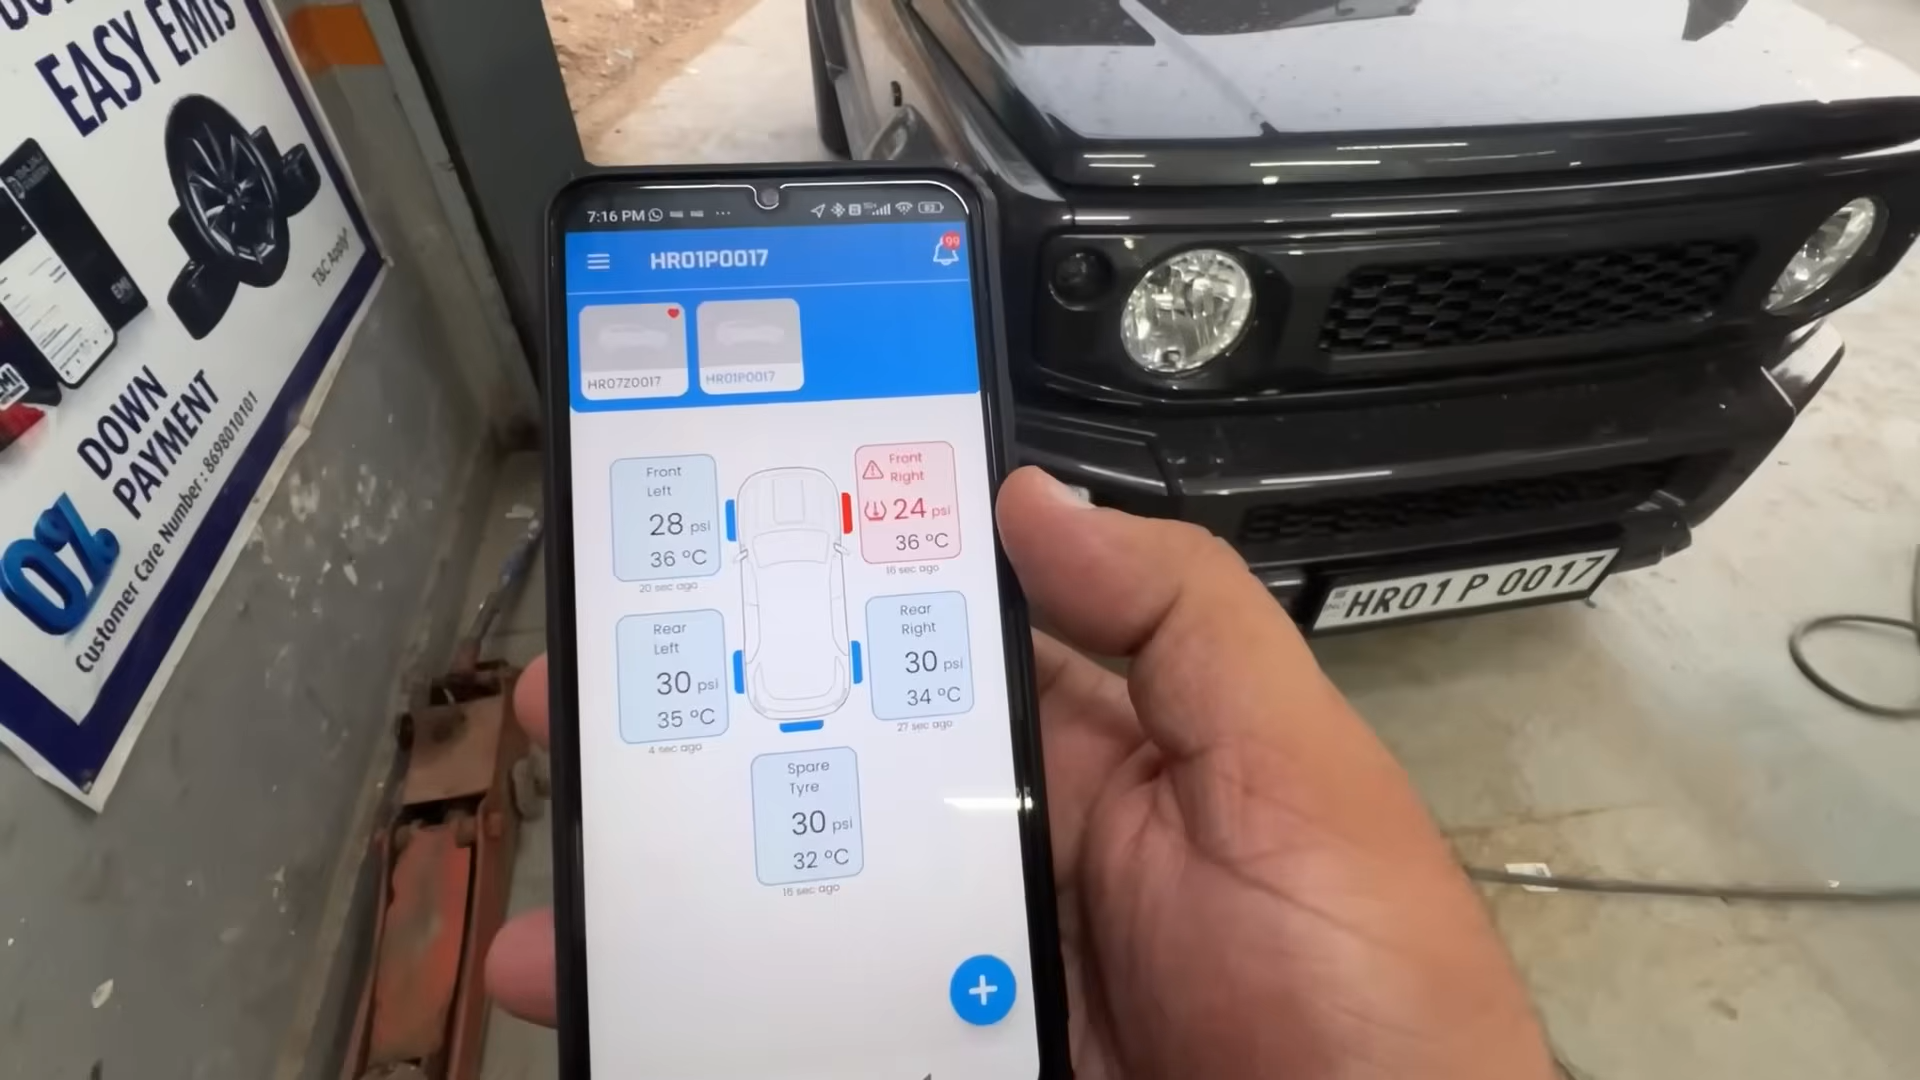 EASY EMIS
EMI
T&C Apply*
0% DOWN
PAYMENT
Customer Care Number : 8698010101
7:16 PM
82
HR01P0017
99
HR07Z0017
HR01P0017
Front
Left
28 psi
36 °C
20 sec ago
Front
Right
24 psi
36 °C
16 sec ago
Rear
Left
30 psi
35 °C
4 sec ago
Rear
Right
30 psi
34 °C
27 sec ago
Spare
Tyre
30 psi
32 °C
16 sec ago
HR01 P 0017